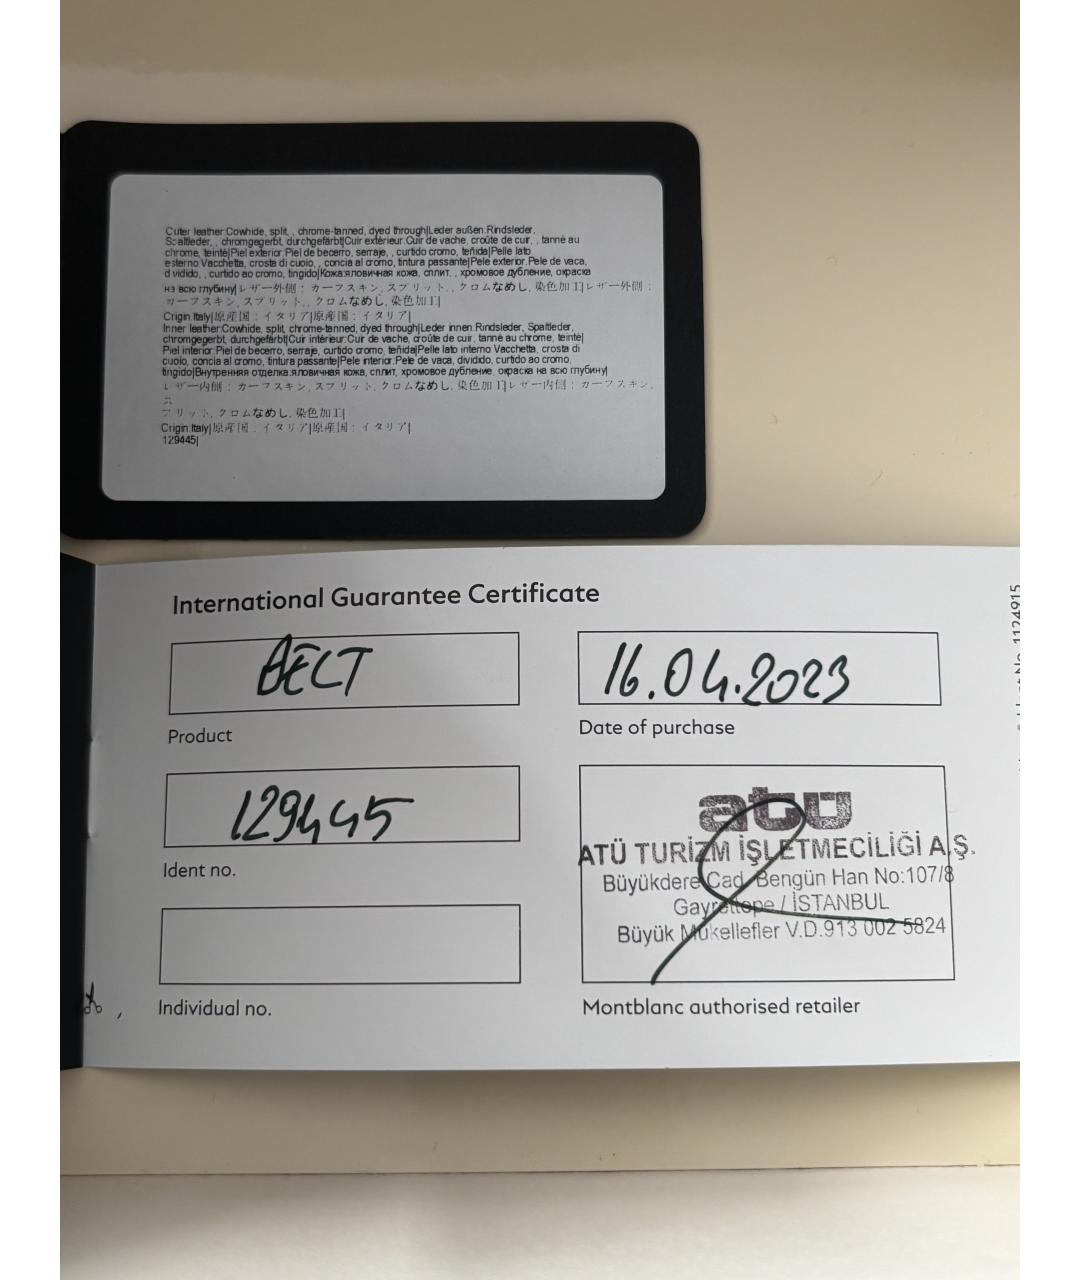 Outer leather:Cowhide, split, , chrome-tanned, dyed through|Leder außen:Rindsleder,
Spaltleder, , chromgegerbt, durchgefärbt|Cuir extérieur:Cuir de vache, croûte de cuir, , tanné au
chrome, teinté|Piel exterior:Piel de becerro, serraje, , curtido cromo, teñida|Pelle lato
esterno:Vacchetta, crosta di cuoio, , concia al cromo, tintura passante|Pele exterior:Pele de vaca,
dividido, , curtido ao cromo, tingido|Кожа:яловичная кожа, сплит, , хромовое дубление, окраска
на всю глубину|レザー外側：カーフスキン, スプリット, , クロムなめし, 染色加工|レザー外側：
カーフスキン, スプリット, , クロムなめし, 染色加工|
Origin:Italy|原産国：イタリア|原産国：イタリア|
Inner leather:Cowhide, split, chrome-tanned, dyed through|Leder innen:Rindsleder, Spaltleder,
chromgegerbt, durchgefärbt|Cuir intérieur:Cuir de vache, croûte de cuir, tanné au chrome, teinté|
Piel interior:Piel de becerro, serraje, curtido cromo, teñida|Pelle lato interno:Vacchetta, crosta di
cuoio, concia al cromo, tintura passante|Pele interior:Pele de vaca, dividido, curtido ao cromo,
tingido|Внутренняя отделка:яловичная кожа, сплит, хромовое дубление, окраска на всю глубину|
レザー内側：カーフスキン, スプリット, クロムなめし, 染色加工|レザー内側：カーフスキン,
ス
プリット, クロムなめし, 染色加工|
Origin:Italy|原産国：イタリア|原産国：イタリア|
129445|
International Guarantee Certificate
BELT
Product
16.04.2023
Date of purchase
129445
Ident no.
Individual no.
atü
ATÜ TURİZM İŞLETMECİLİĞİ A.Ş.
Büyükdere Cad. Bengün Han No:107/8
Gayrettepe / İSTANBUL
Büyük Mükellefler V.D.913 002 5824
Montblanc authorised retailer
Ident No. 1124915